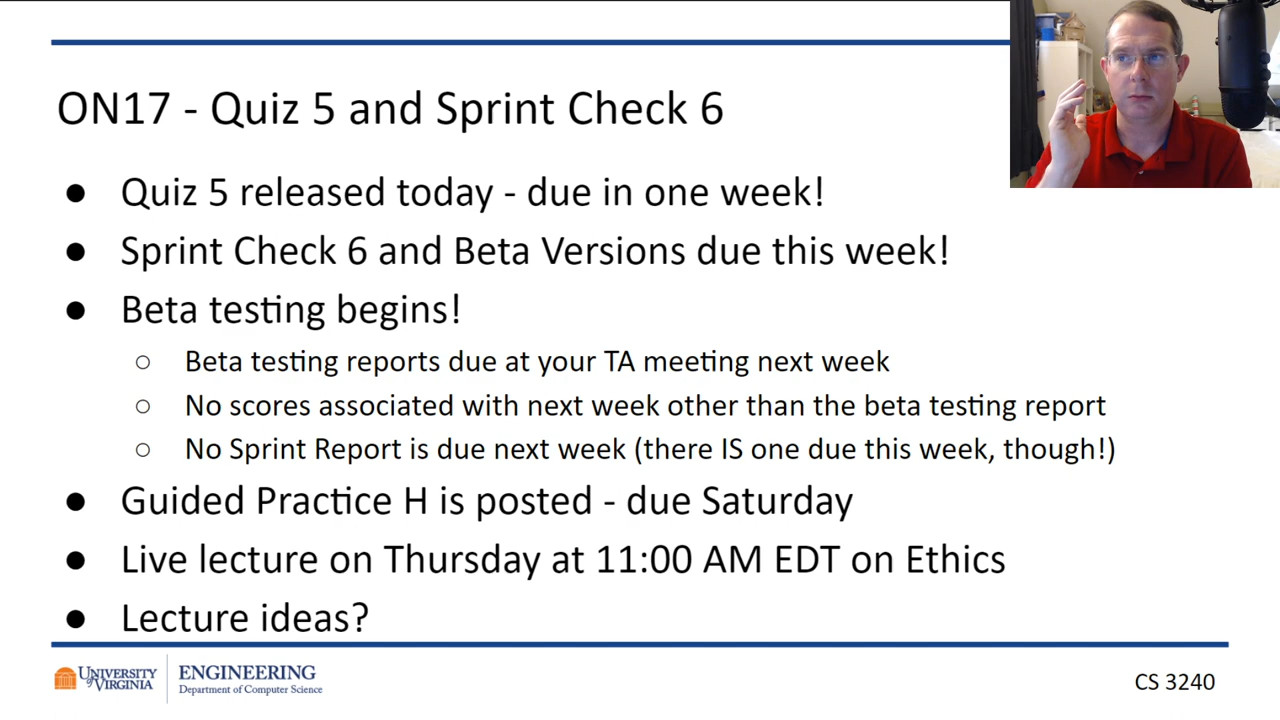 ON17 - Quiz 5 and Sprint Check 6
● Quiz 5 released today - due in one week!
● Sprint Check 6 and Beta Versions due this week!
● Beta testing begins!
○ Beta testing reports due at your TA meeting next week
○ No scores associated with next week other than the beta testing report
○ No Sprint Report is due next week (there IS one due this week, though!)
● Guided Practice H is posted - due Saturday
● Live lecture on Thursday at 11:00 AM EDT on Ethics
● Lecture ideas?
UNIVERSITY
of VIRGINIA
ENGINEERING
Department of Computer Science
CS 3240